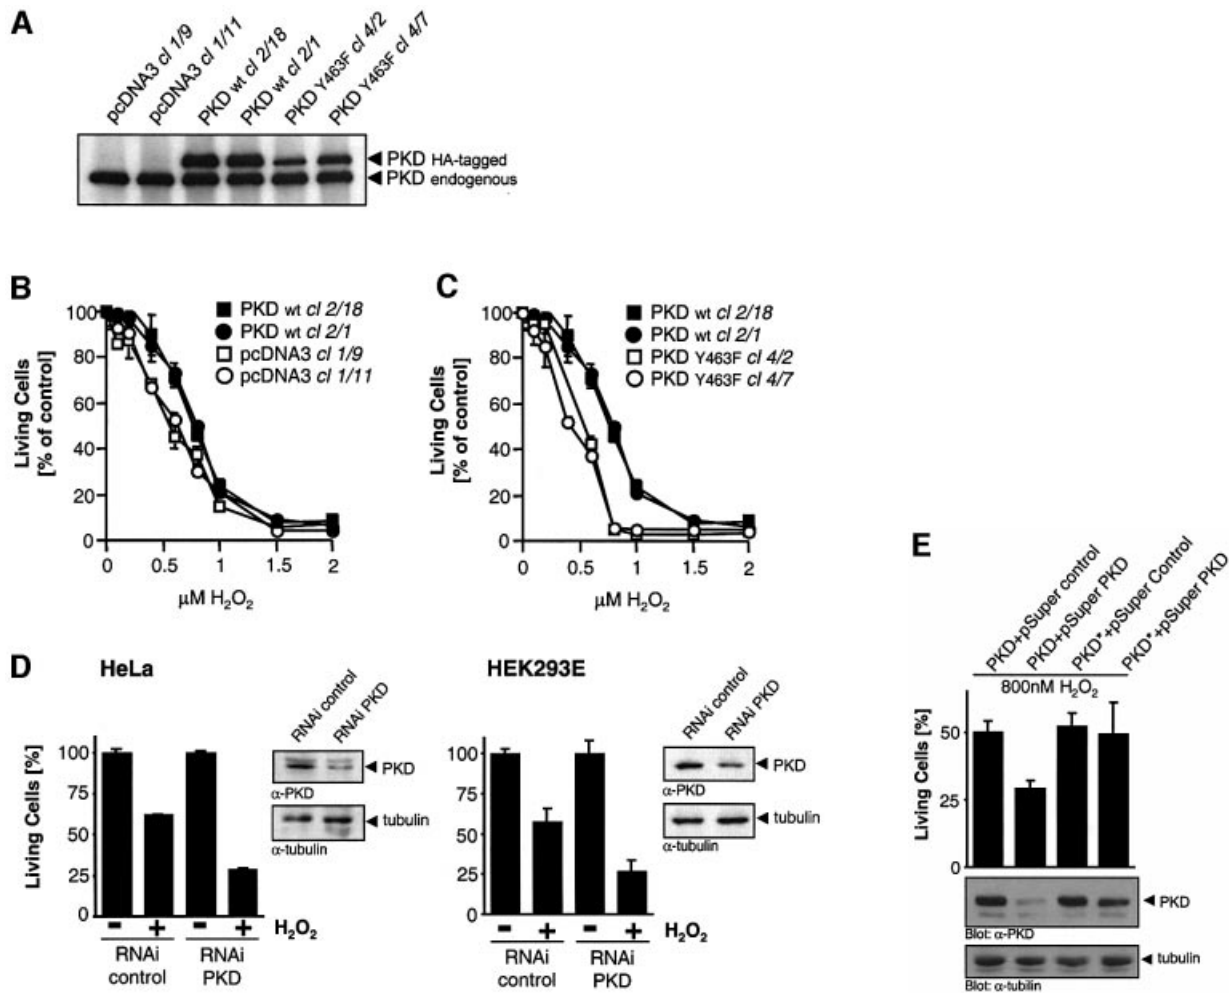 A
pcDNA3 cl 1/9
pcDNA3 cl 1/11
PKD wt cl 2/18
PKD wt cl 2/1
PKD Y463F cl 4/2
PKD Y463F cl 4/7
PKD HA-tagged
PKD endogenous
B
Living Cells
[% of control]
100
80
60
40
20
0
0 0.5 1 1.5 2
µM H₂O₂
PKD wt cl 2/18
PKD wt cl 2/1
pcDNA3 cl 1/9
pcDNA3 cl 1/11
C
Living Cells
[% of control]
100
80
60
40
20
0
0 0.5 1 1.5 2
µM H₂O₂
PKD wt cl 2/18
PKD wt cl 2/1
PKD Y463F cl 4/2
PKD Y463F cl 4/7
D
HeLa
Living Cells [%]
100
75
50
25
0
- + - + H₂O₂
RNAi control
RNAi PKD
RNAi control
RNAi PKD
PKD
α-PKD
tubulin
α-tubulin
HEK293E
100
75
50
25
0
- + - + H₂O₂
RNAi control
RNAi PKD
RNAi control
RNAi PKD
PKD
α-PKD
tubulin
α-tubulin
E
PKD+pSuper control
PKD+pSuper PKD
PKD*+pSuper Control
PKD*+pSuper PKD
800nM H₂O₂
Living Cells [%]
50
25
0
PKD
Blot: α-PKD
tubulin
Blot: α-tubilin